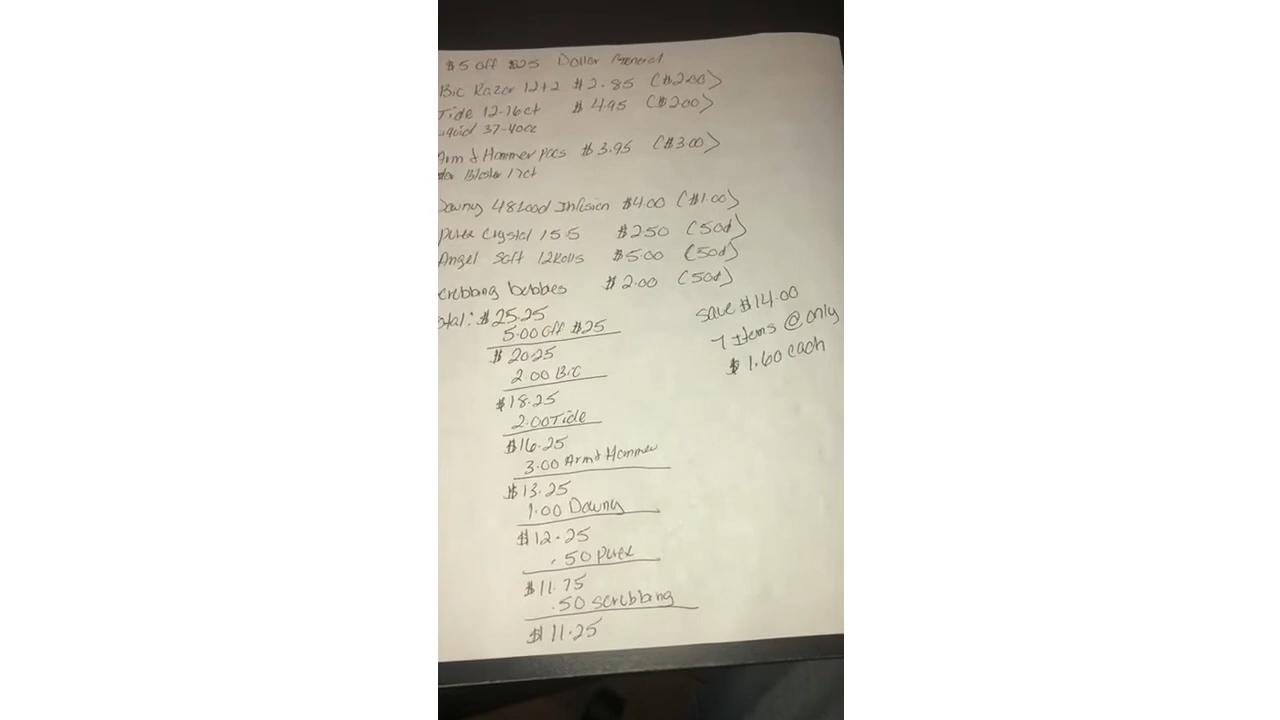 $5 off $25 Dollar General
Bic Razor 12+2 $2.85 ($2.00)
Tide 12-16ct $4.95 ($2.00)
Liquid 37-40oz
Arm & Hammer pacs $3.95 ($3.00)
Blaster 17ct
Downy 48Load Infusion $4.00 ($1.00)
Purex Crystal 15.5 $2.50 (50¢)
Angel Soft 12Rolls $5.00 (50¢)
crubbing bubbles $2.00 (50¢)
otal: $25.25
5.00 off $25
$20.25
2.00 Bic
$18.25
2.00 Tide
$16.25
3.00 Arm & Hammer
$13.25
1.00 Downy
$12.25
.50 purex
$11.75
.50 scrubbing
$11.25
Save $14.00
7 Items @ only
$1.60 each